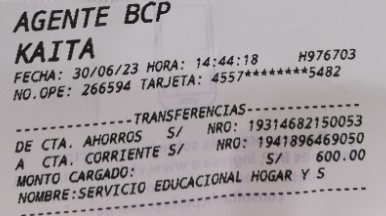 AGENTE BCP
KAITA
FECHA: 30/06/23 HORA: 14:44:18 H976703
NO.OPE: 266594 TARJETA: 4557********5482
TRANSFERENCIAS
DE CTA. AHORROS S/ NRO: 19314682150053
A CTA. CORRIENTE S/ NRO: 1941896469050
MONTO CARGADO: S/ 600.00
NOMBRE:SERVICIO EDUCACIONAL HOGAR Y S